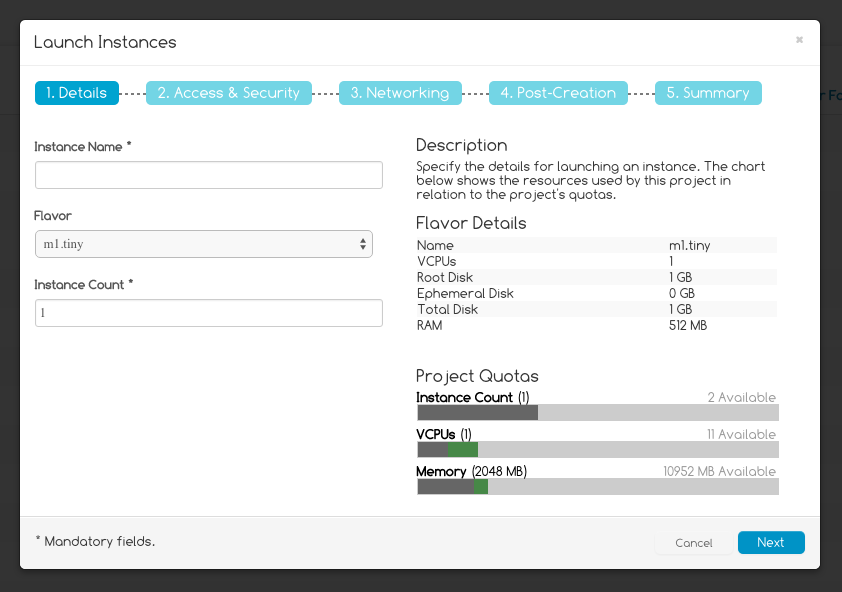 Launch Instances
1. Details
2. Access & Security
3. Networking
4. Post-Creation
5. Summary
Instance Name *
Flavor
m1.tiny
Instance Count *
1
Description
Specify the details for launching an instance. The chart
below shows the resources used by this project in
relation to the project's quotas.
Flavor Details
Name m1.tiny
VCPUs 1
Root Disk 1 GB
Ephemeral Disk 0 GB
Total Disk 1 GB
RAM 512 MB
Project Quotas
Instance Count (1) 2 Available
VCPUs (1) 11 Available
Memory (2048 MB) 10952 MB Available
* Mandatory fields.
Cancel
Next